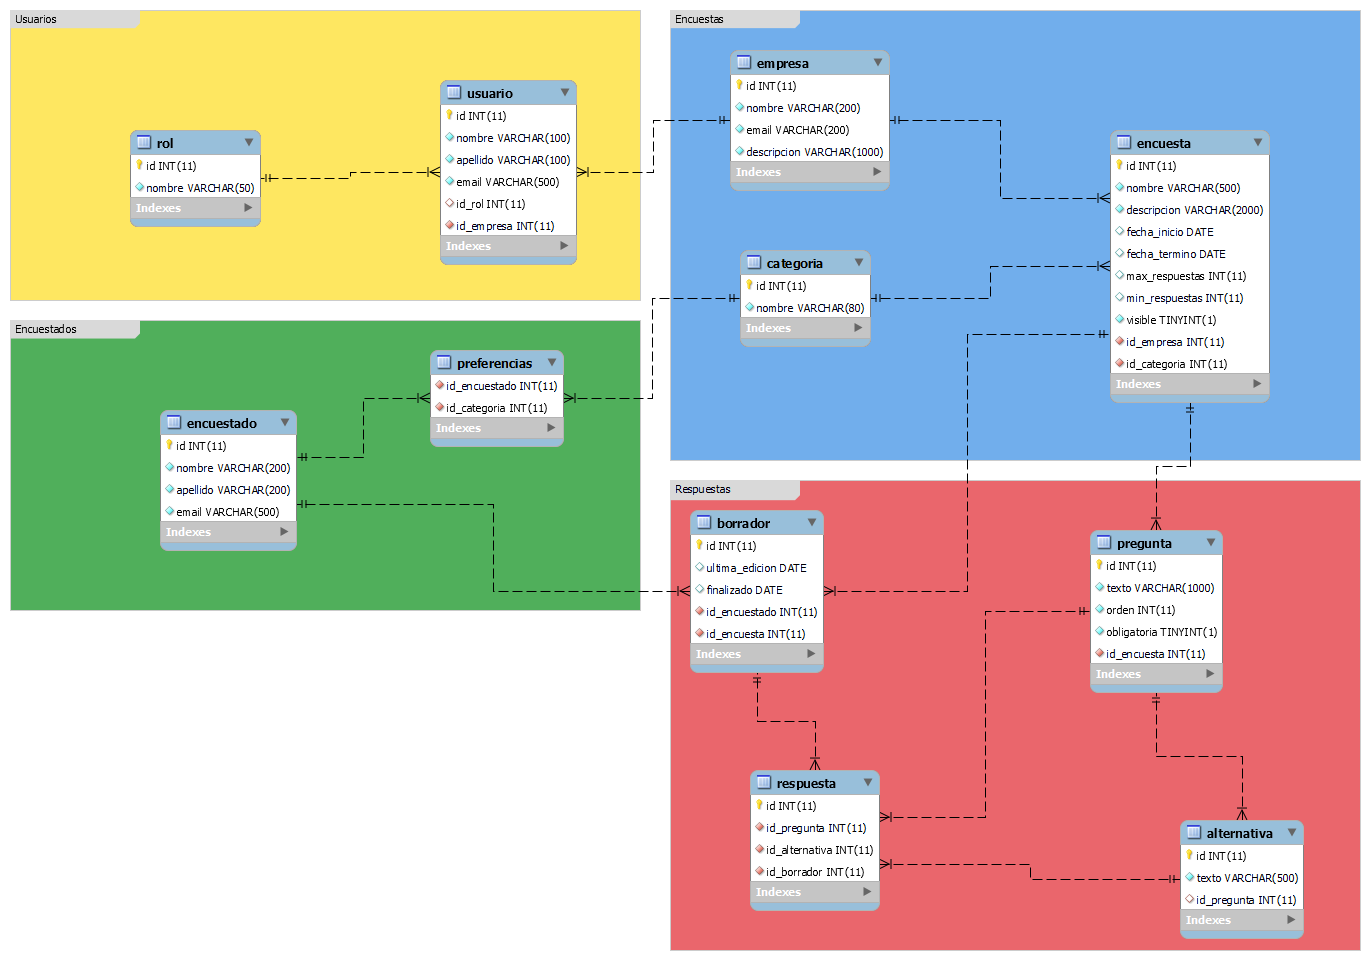 Usuarios
rol
id INT(11)
nombre VARCHAR(50)
Indexes
usuario
id INT(11)
nombre VARCHAR(100)
apellido VARCHAR(100)
email VARCHAR(500)
id_rol INT(11)
id_empresa INT(11)
Indexes
Encuestas
empresa
id INT(11)
nombre VARCHAR(200)
email VARCHAR(200)
descripcion VARCHAR(1000)
Indexes
categoria
id INT(11)
nombre VARCHAR(80)
Indexes
encuesta
id INT(11)
nombre VARCHAR(500)
descripcion VARCHAR(2000)
fecha_inicio DATE
fecha_termino DATE
max_respuestas INT(11)
min_respuestas INT(11)
visible TINYINT(1)
id_empresa INT(11)
id_categoria INT(11)
Indexes
Encuestados
preferencias
id_encuestado INT(11)
id_categoria INT(11)
Indexes
encuestado
id INT(11)
nombre VARCHAR(200)
apellido VARCHAR(200)
email VARCHAR(500)
Indexes
Respuestas
borrador
id INT(11)
ultima_edicion DATE
finalizado DATE
id_encuestado INT(11)
id_encuesta INT(11)
Indexes
pregunta
id INT(11)
texto VARCHAR(1000)
orden INT(11)
obligatoria TINYINT(1)
id_encuesta INT(11)
Indexes
respuesta
id INT(11)
id_pregunta INT(11)
id_alternativa INT(11)
id_borrador INT(11)
Indexes
alternativa
id INT(11)
texto VARCHAR(500)
id_pregunta INT(11)
Indexes